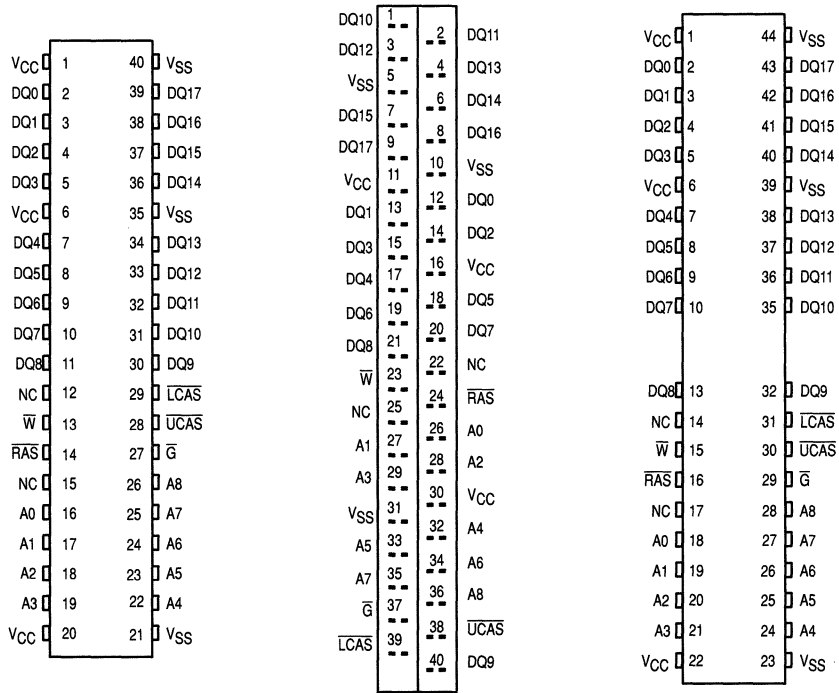 VCC 1 40 VSS
DQ0 2 39 DQ17
DQ1 3 38 DQ16
DQ2 4 37 DQ15
DQ3 5 36 DQ14
VCC 6 35 VSS
DQ4 7 34 DQ13
DQ5 8 33 DQ12
DQ6 9 32 DQ11
DQ7 10 31 DQ10
DQ8 11 30 DQ9
NC 12 29 L̅C̅A̅S̅
W̅ 13 28 U̅C̅A̅S̅
R̅A̅S̅ 14 27 G̅
NC 15 26 A8
A0 16 25 A7
A1 17 24 A6
A2 18 23 A5
A3 19 22 A4
VCC 20 21 VSS
DQ10 1
2 DQ11
DQ12 3
4 DQ13
VSS 5
6 DQ14
DQ15 7
8 DQ16
DQ17 9
10 VSS
VCC 11
12 DQ0
DQ1 13
14 DQ2
DQ3 15
16 VCC
DQ4 17
18 DQ5
DQ6 19
20 DQ7
DQ8 21
22 NC
W̅ 23
24 R̅A̅S̅
NC 25
26 A0
A1 27
28 A2
A3 29
30 VCC
VSS 31
32 A4
A5 33
34 A6
A7 35
36 A8
G̅ 37
38 U̅C̅A̅S̅
L̅C̅A̅S̅ 39
40 DQ9
VCC 1 44 VSS
DQ0 2 43 DQ17
DQ1 3 42 DQ16
DQ2 4 41 DQ15
DQ3 5 40 DQ14
VCC 6 39 VSS
DQ4 7 38 DQ13
DQ5 8 37 DQ12
DQ6 9 36 DQ11
DQ7 10 35 DQ10
DQ8 13 32 DQ9
NC 14 31 L̅C̅A̅S̅
W̅ 15 30 U̅C̅A̅S̅
R̅A̅S̅ 16 29 G̅
NC 17 28 A8
A0 18 27 A7
A1 19 26 A6
A2 20 25 A5
A3 21 24 A4
VCC 22 23 VSS